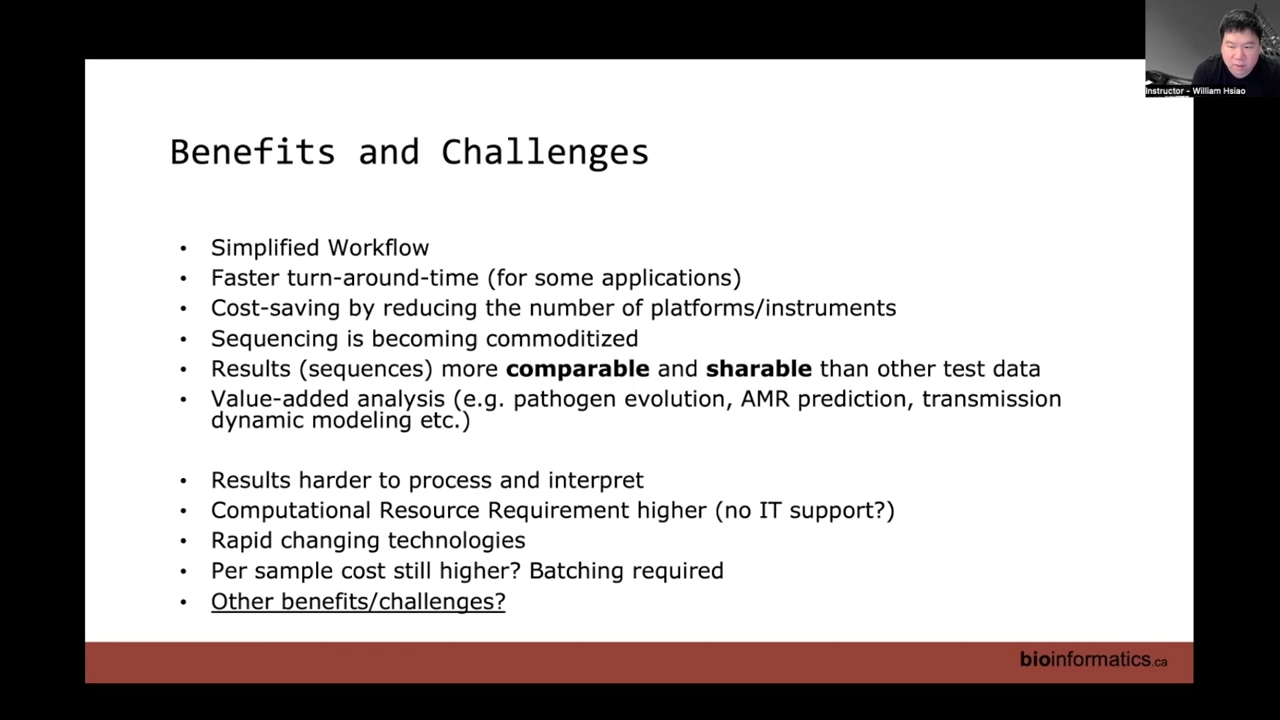 Instructor - William Hsiao
Benefits and Challenges
• Simplified Workflow
• Faster turn-around-time (for some applications)
• Cost-saving by reducing the number of platforms/instruments
• Sequencing is becoming commoditized
• Results (sequences) more comparable and sharable than other test data
• Value-added analysis (e.g. pathogen evolution, AMR prediction, transmission
dynamic modeling etc.)
• Results harder to process and interpret
• Computational Resource Requirement higher (no IT support?)
• Rapid changing technologies
• Per sample cost still higher? Batching required
• Other benefits/challenges?
bioinformatics.ca